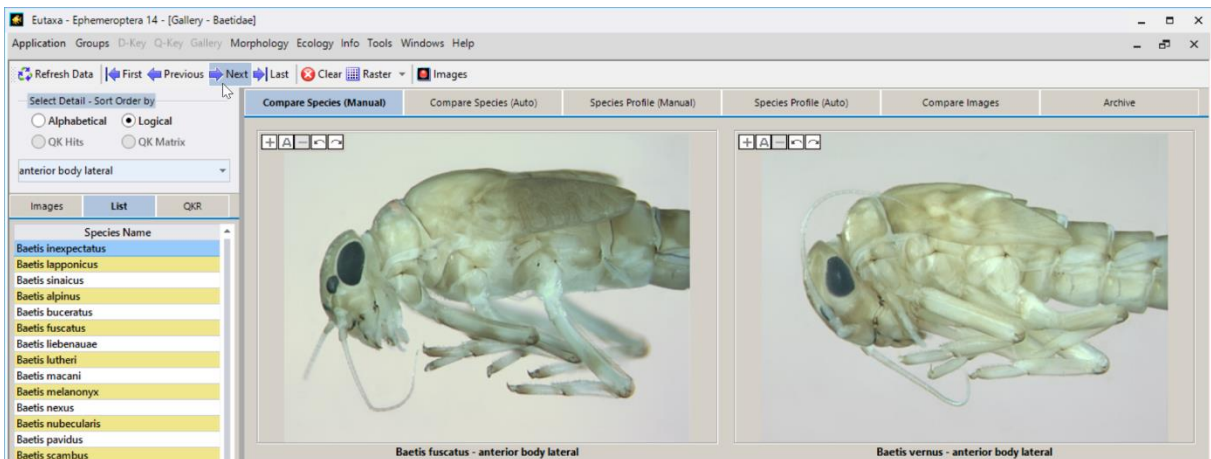 Eutaxa - Ephemeroptera 14 - [Gallery - Baetidae]
Application Groups D-Key Q-Key Gallery Morphology Ecology Info Tools Windows Help
Refresh Data First Previous Next Last Clear Raster Images
Select Detail - Sort Order by
Alphabetical Logical
QK Hits QK Matrix
anterior body lateral
Images List QKR
Species Name
Baetis inexpectatus
Baetis lapponicus
Baetis sinaicus
Baetis alpinus
Baetis buceratus
Baetis fuscatus
Baetis liebenauae
Baetis lutheri
Baetis macani
Baetis melanonyx
Baetis nexus
Baetis nubecularis
Baetis pavidus
Baetis scambus
Compare Species (Manual) Compare Species (Auto) Species Profile (Manual) Species Profile (Auto) Compare Images Archive
A
A
Baetis fuscatus - anterior body lateral
Baetis vernus - anterior body lateral